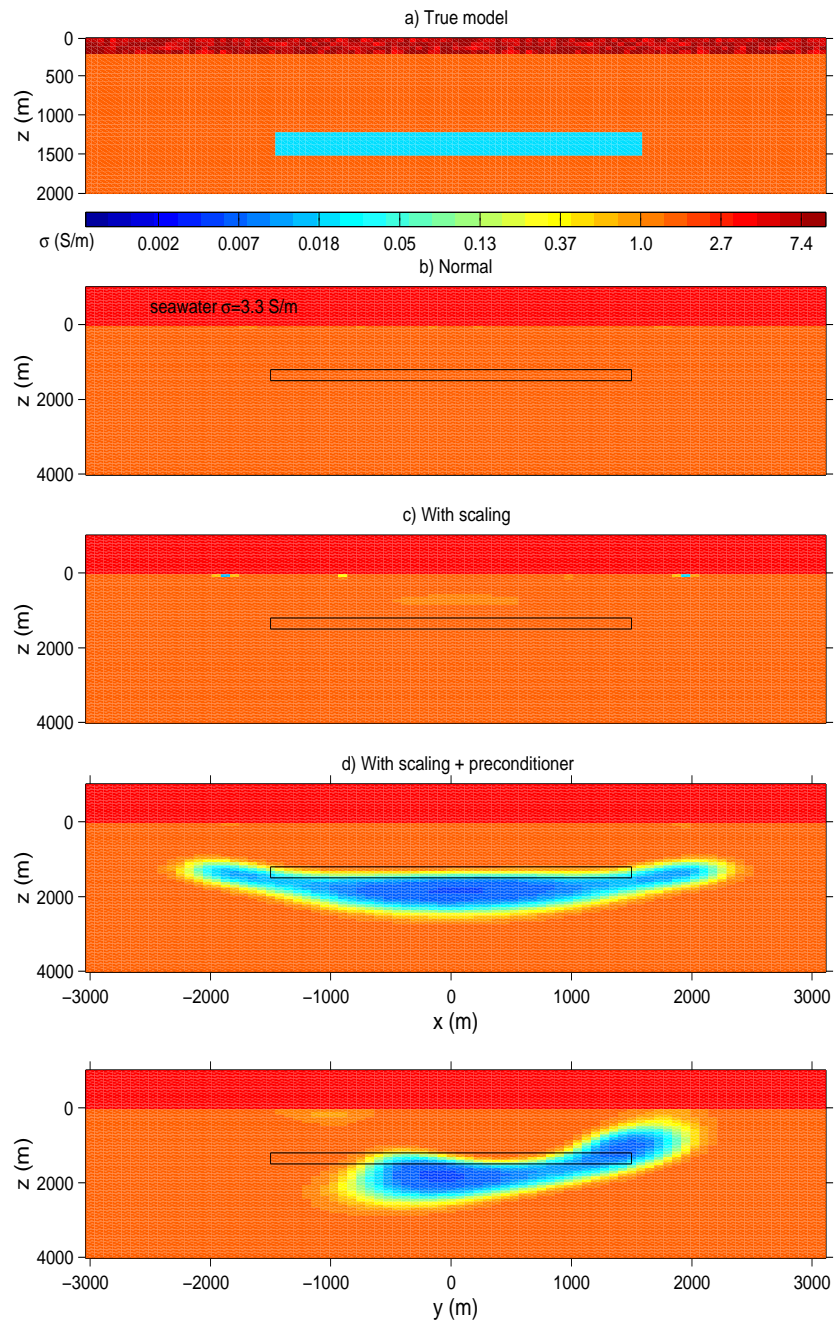 a) True model
0
500
1000
1500
2000
z (m)
σ (S/m)
0.002 0.007 0.018 0.05 0.13 0.37 1.0 2.7 7.4
b) Normal
seawater σ=3.3 S/m
0
2000
4000
z (m)
c) With scaling
0
2000
4000
z (m)
d) With scaling + preconditioner
0
2000
4000
z (m)
−3000 −2000 −1000 0 1000 2000 3000
x (m)
0
2000
4000
z (m)
−3000 −2000 −1000 0 1000 2000 3000
y (m)